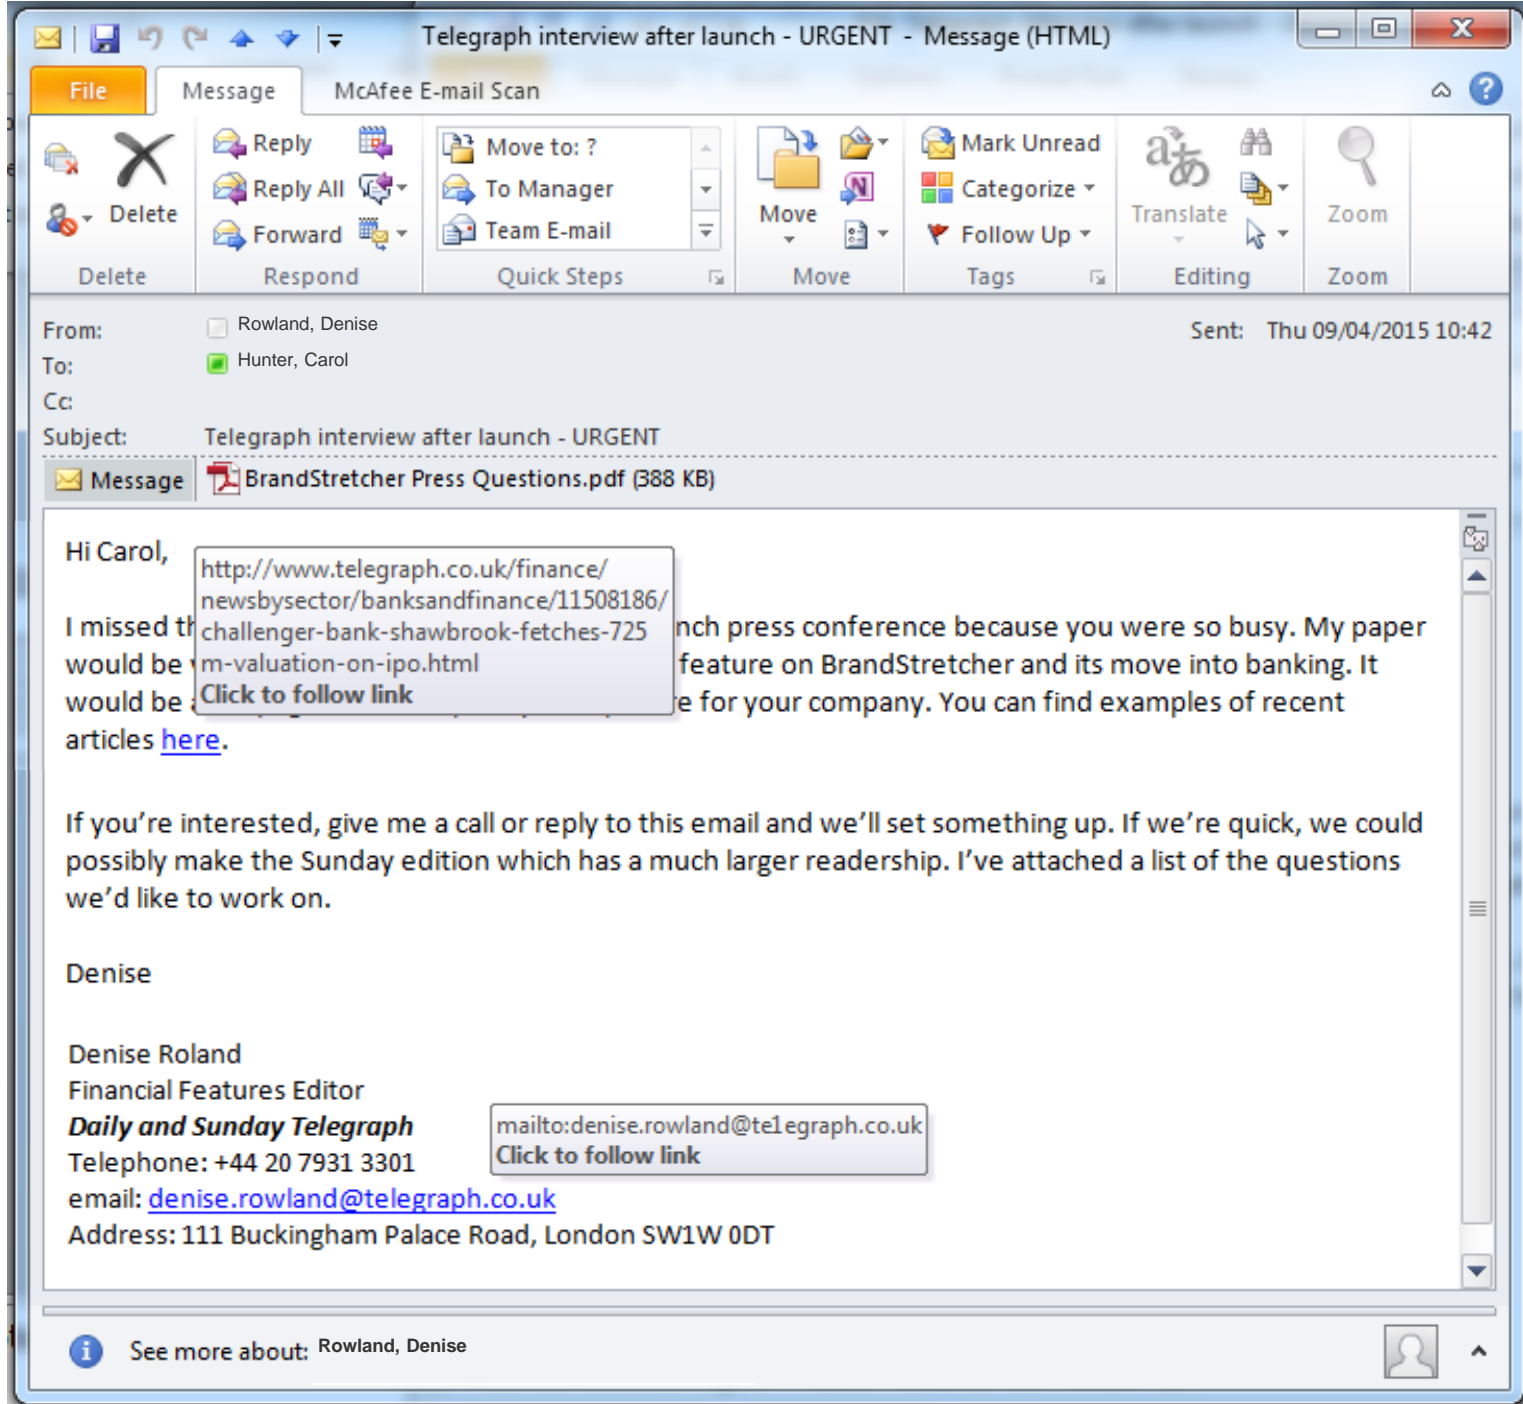 Telegraph interview after launch - URGENT - Message (HTML)
File Message McAfee E-mail Scan
Delete
Reply
Reply All
Forward
Move to: ?
To Manager
Team E-mail
Move
Mark Unread
Categorize
Follow Up
Translate
Zoom
Delete Respond Quick Steps Move Tags Editing Zoom
From: Rowland, Denise Sent: Thu 09/04/2015 10:42
To: Hunter, Carol
Cc:
Subject: Telegraph interview after launch - URGENT
Message BrandStretcher Press Questions.pdf (388 KB)
Hi Carol,
http://www.telegraph.co.uk/finance/
newsbysector/banksandfinance/11508186/
challenger-bank-shawbrook-fetches-725
m-valuation-on-ipo.html
Click to follow link
I missed th nch press conference because you were so busy. My paper
would be feature on BrandStretcher and its move into banking. It
would be e for your company. You can find examples of recent
articles here.
If you're interested, give me a call or reply to this email and we'll set something up. If we're quick, we could
possibly make the Sunday edition which has a much larger readership. I've attached a list of the questions
we'd like to work on.
Denise
Denise Roland
Financial Features Editor
Daily and Sunday Telegraph
Telephone: +44 20 7931 3301
email: denise.rowland@telegraph.co.uk
Address: 111 Buckingham Palace Road, London SW1W 0DT
mailto:denise.rowland@te1egraph.co.uk
Click to follow link
See more about: Rowland, Denise